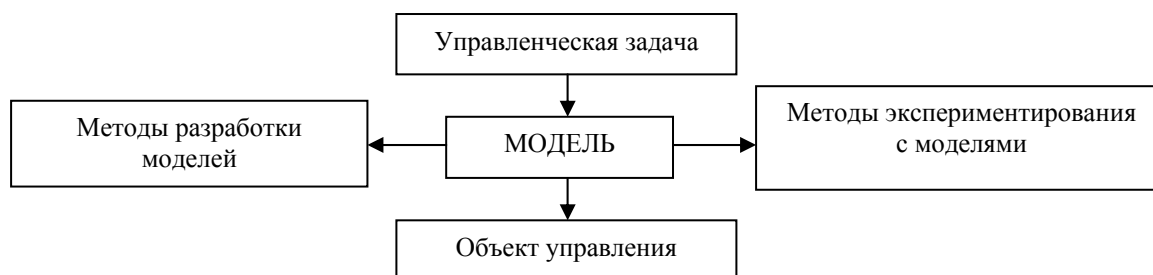 Управленческая задача
Методы разработки
моделей
МОДЕЛЬ
Методы экспериментирования
с моделями
Объект управления